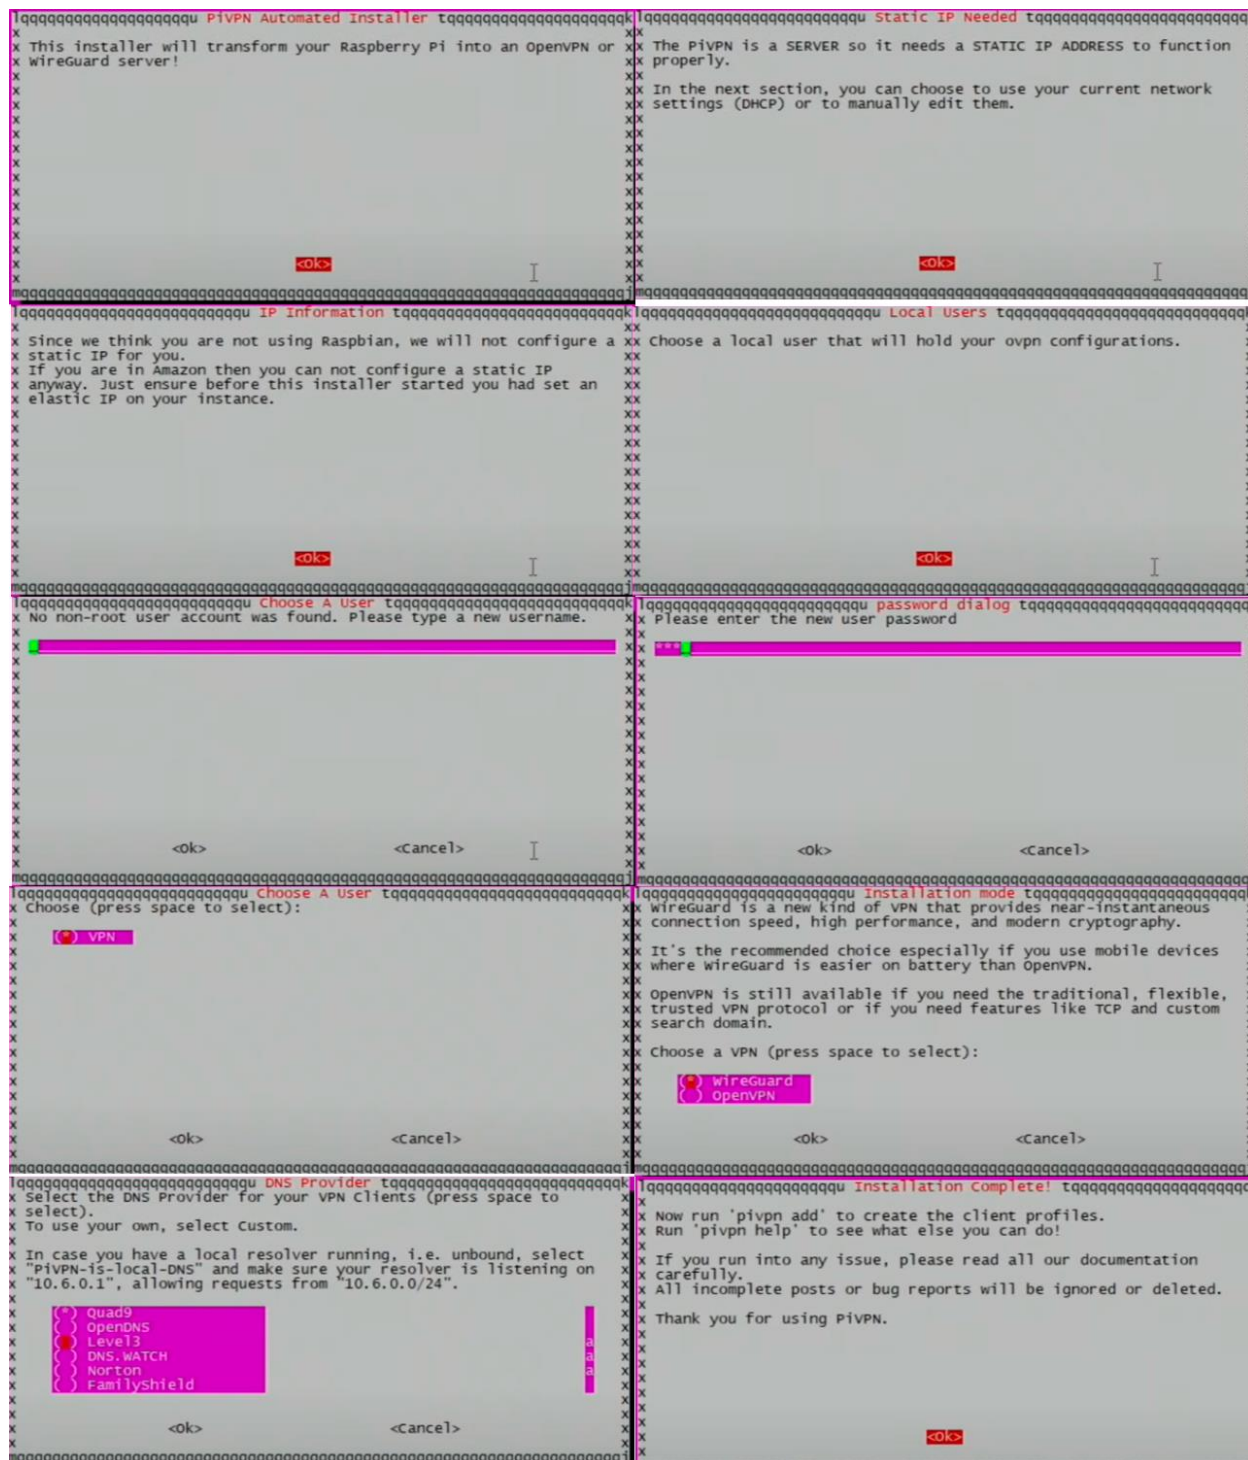 PiVPN Automated Installer
This installer will transform your Raspberry Pi into an OpenVPN or
WireGuard server!
<Ok>
Static IP Needed
The PiVPN is a SERVER so it needs a STATIC IP ADDRESS to function
properly.
In the next section, you can choose to use your current network
settings (DHCP) or to manually edit them.
<Ok>
IP Information
Since we think you are not using Raspbian, we will not configure a
static IP for you.
If you are in Amazon then you can not configure a static IP
anyway. Just ensure before this installer started you had set an
elastic IP on your instance.
<Ok>
Local Users
Choose a local user that will hold your ovpn configurations.
<Ok>
Choose A User
No non-root user account was found. Please type a new username.
<Ok> <Cancel>
password dialog
Please enter the new user password
***
<Ok> <Cancel>
Choose A User
Choose (press space to select):
(*) VPN
<Ok> <Cancel>
Installation mode
WireGuard is a new kind of VPN that provides near-instantaneous
connection speed, high performance, and modern cryptography.
It's the recommended choice especially if you use mobile devices
where WireGuard is easier on battery than OpenVPN.
OpenVPN is still available if you need the traditional, flexible,
trusted VPN protocol or if you need features like TCP and custom
search domain.
Choose a VPN (press space to select):
(*) WireGuard
( ) OpenVPN
<Ok> <Cancel>
DNS Provider
Select the DNS Provider for your VPN Clients (press space to
select).
To use your own, select Custom.
In case you have a local resolver running, i.e. unbound, select
"PiVPN-is-local-DNS" and make sure your resolver is listening on
"10.6.0.1", allowing requests from "10.6.0.0/24".
(*) Quad9
( ) OpenDNS
( ) Level3 a
( ) DNS.WATCH a
( ) Norton a
( ) FamilyShield
<Ok> <Cancel>
Installation Complete!
Now run 'pivpn add' to create the client profiles.
Run 'pivpn help' to see what else you can do!
If you run into any issue, please read all our documentation
carefully.
All incomplete posts or bug reports will be ignored or deleted.
Thank you for using PiVPN.
<Ok>